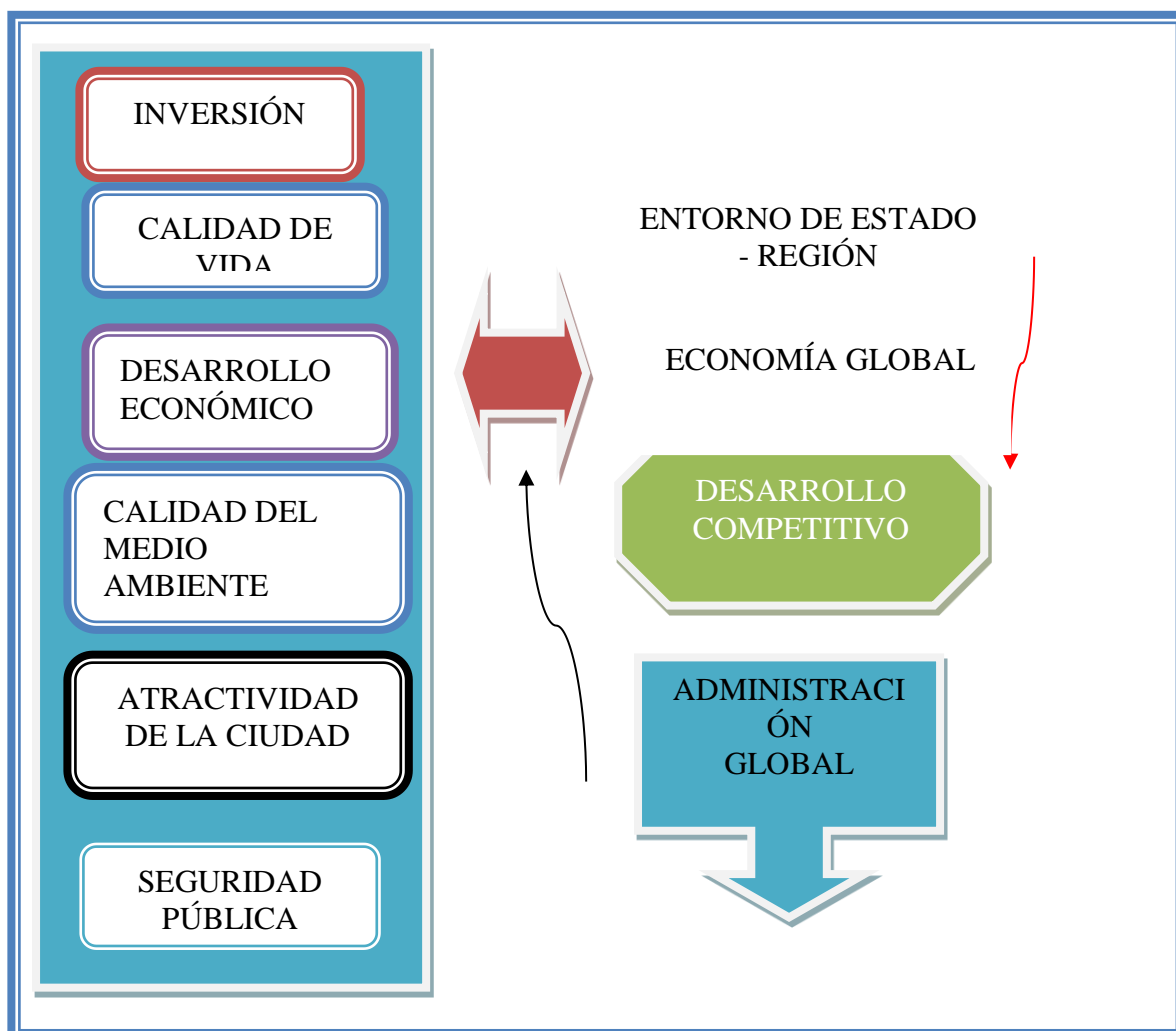 INVERSIÓN
CALIDAD DE
VIDA
DESARROLLO
ECONÓMICO
CALIDAD DEL
MEDIO
AMBIENTE
ATRACTIVIDAD
DE LA CIUDAD
SEGURIDAD
PÚBLICA
ENTORNO DE ESTADO
- REGIÓN
ECONOMÍA GLOBAL
DESARROLLO
COMPETITIVO
ADMINISTRACI
ÓN
GLOBAL